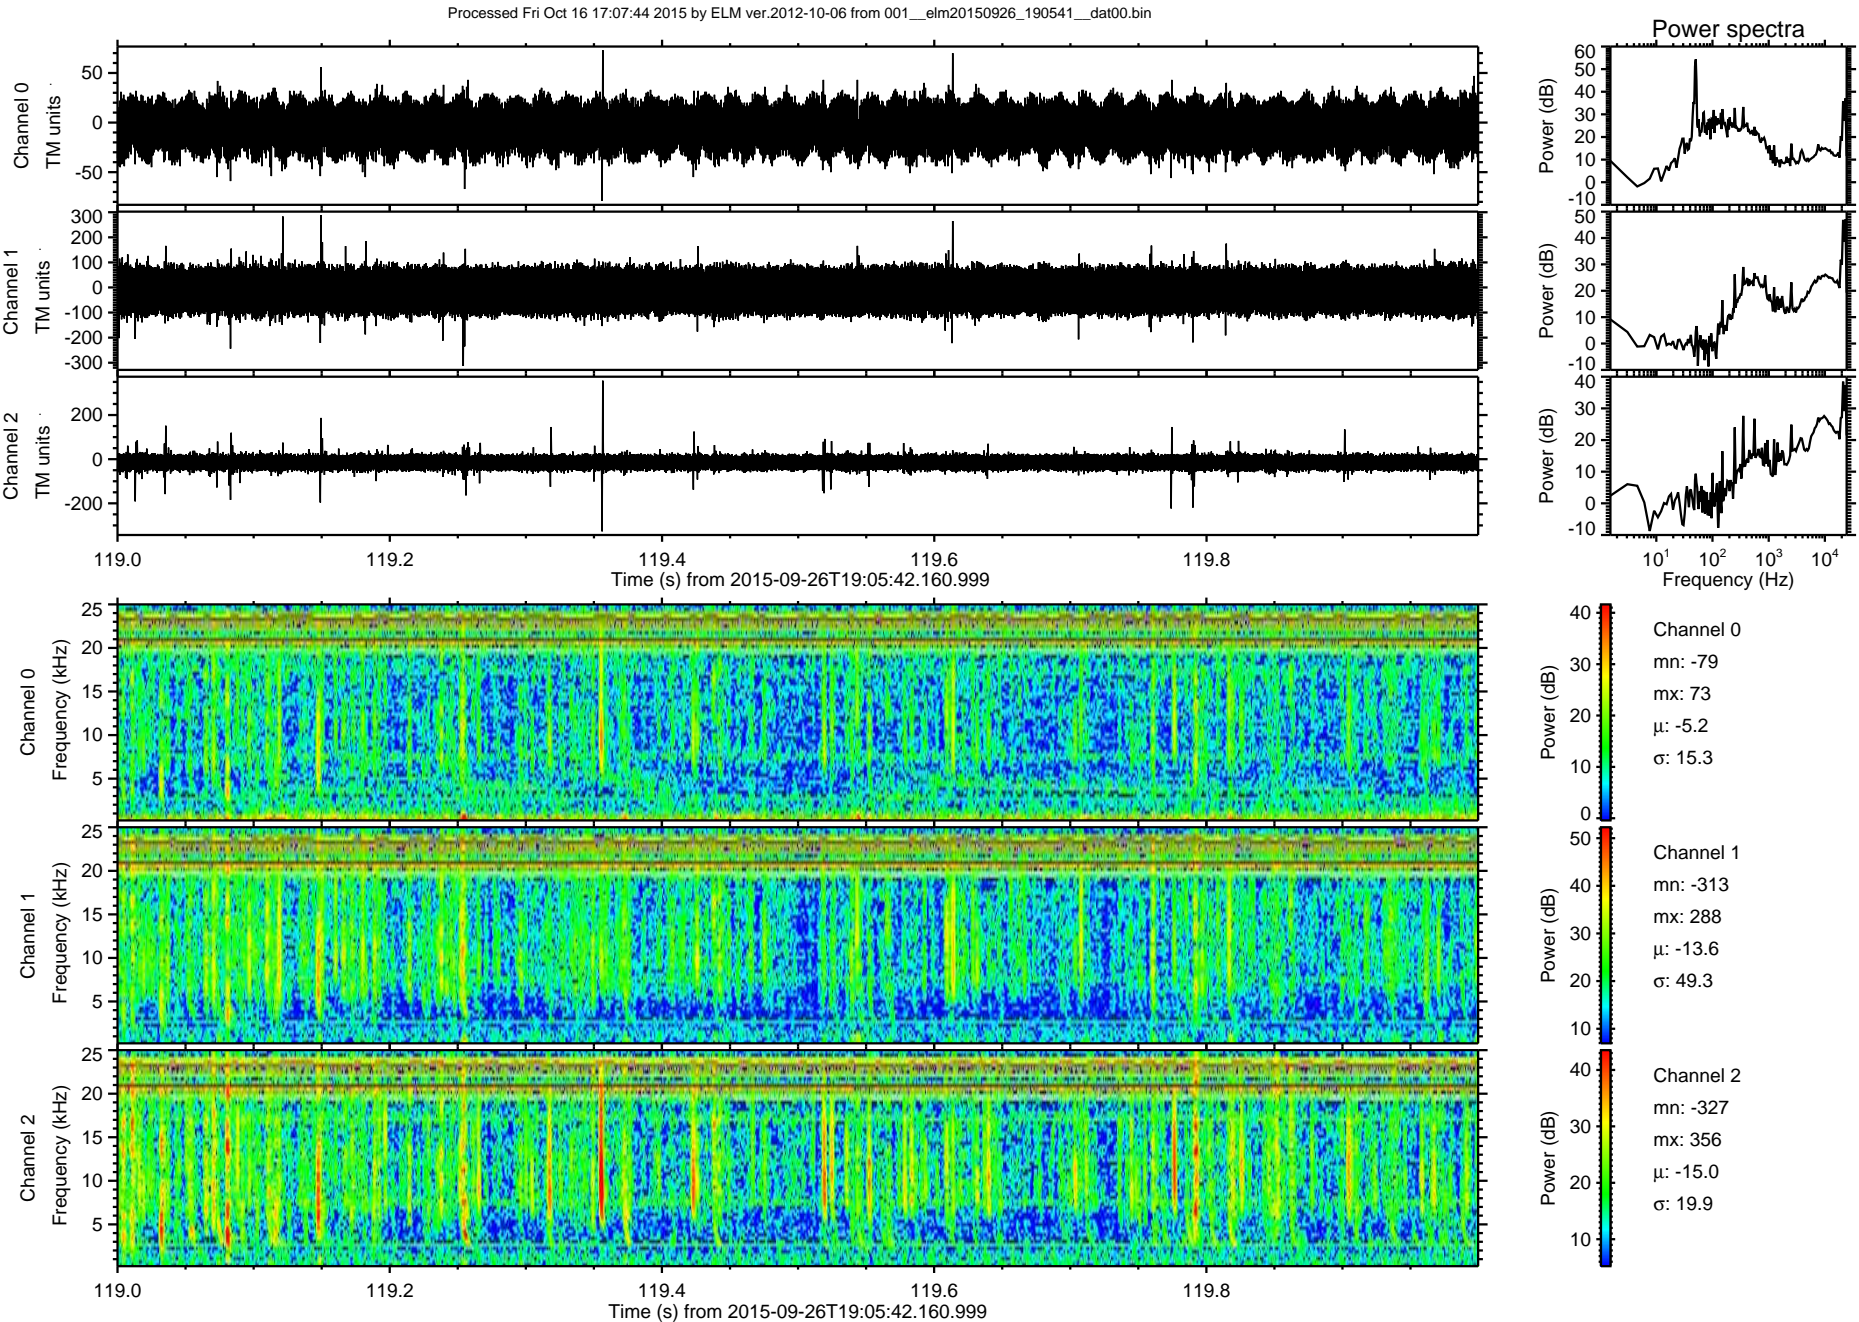 Processed Fri Oct 16 17:07:44 2015 by ELM ver.2012-10-06 from 001__elm20150926_190541__dat00.bin
Power spectra
Channel 0
TM units
50
0
-50
Power (dB)
60
50
40
30
20
10
0
-10
Channel 1
TM units
300
200
100
0
-100
-200
-300
Power (dB)
50
40
30
20
10
0
-10
Channel 2
TM units
200
0
-200
Power (dB)
40
30
20
10
0
-10
119.0 119.2 119.4 119.6 119.8
Time (s) from 2015-09-26T19:05:42.160.999
10¹ 10² 10³ 10⁴
Frequency (Hz)
Channel 0
Frequency (kHz)
25
20
15
10
5
Power (dB)
40
30
20
10
0
Channel 0
mn: -79
mx: 73
μ: -5.2
σ: 15.3
Channel 1
Frequency (kHz)
25
20
15
10
5
Power (dB)
50
40
30
20
10
Channel 1
mn: -313
mx: 288
μ: -13.6
σ: 49.3
Channel 2
Frequency (kHz)
25
20
15
10
5
Power (dB)
40
30
20
10
Channel 2
mn: -327
mx: 356
μ: -15.0
σ: 19.9
119.0 119.2 119.4 119.6 119.8
Time (s) from 2015-09-26T19:05:42.160.999